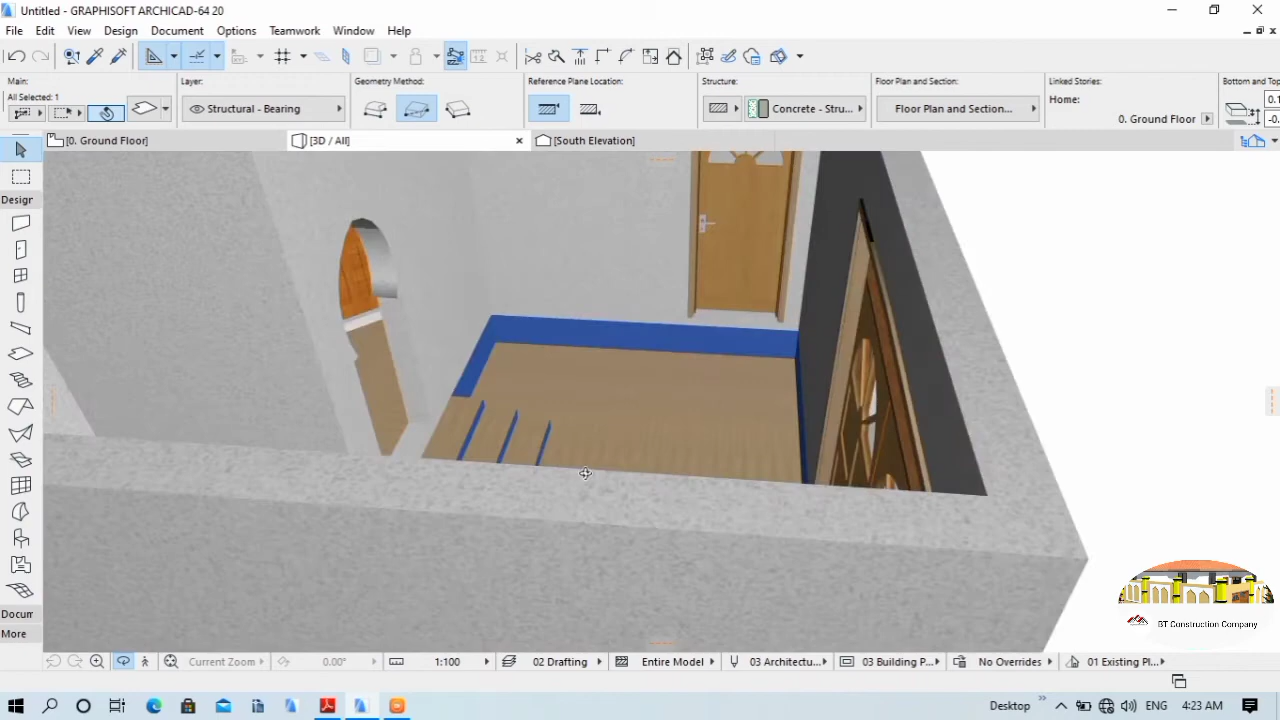 Untitled - GRAPHISOFT ARCHICAD-64 20
File Edit View Design Document Options Teamwork Window Help
Main: Layer: Geometry Method: Reference Plane Location: Structure: Floor Plan and Section: Linked Stories: Bottom and Top
All Selected: 1
Home:
Structural - Bearing
Concrete - Stru...
Floor Plan and Section...
0. Ground Floor
[0. Ground Floor]
[3D / All]
[South Elevation]
Design
BT Construction Company
Docum
More
Current Zoom 0.00° 1:100 02 Drafting Entire Model 03 Architectu... 03 Building P... No Overrides 01 Existing Pl...
Desktop ENG 4:23 AM